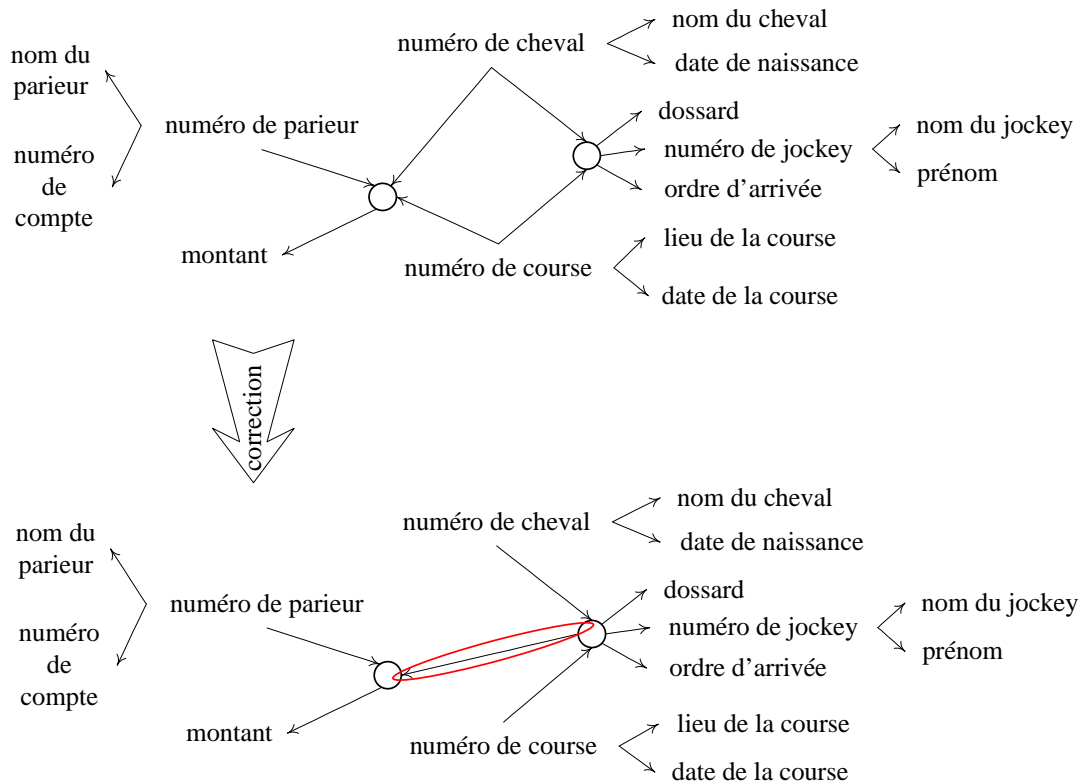 nom du cheval
numéro de cheval
date de naissance
nom du
parieur
dossard
numéro de parieur
numéro de jockey
nom du jockey
prénom
numéro
de
compte
ordre d'arrivée
montant
lieu de la course
numéro de course
date de la course
correction
nom du cheval
numéro de cheval
date de naissance
nom du
parieur
dossard
numéro de parieur
numéro de jockey
nom du jockey
prénom
numéro
de
compte
ordre d'arrivée
montant
lieu de la course
numéro de course
date de la course